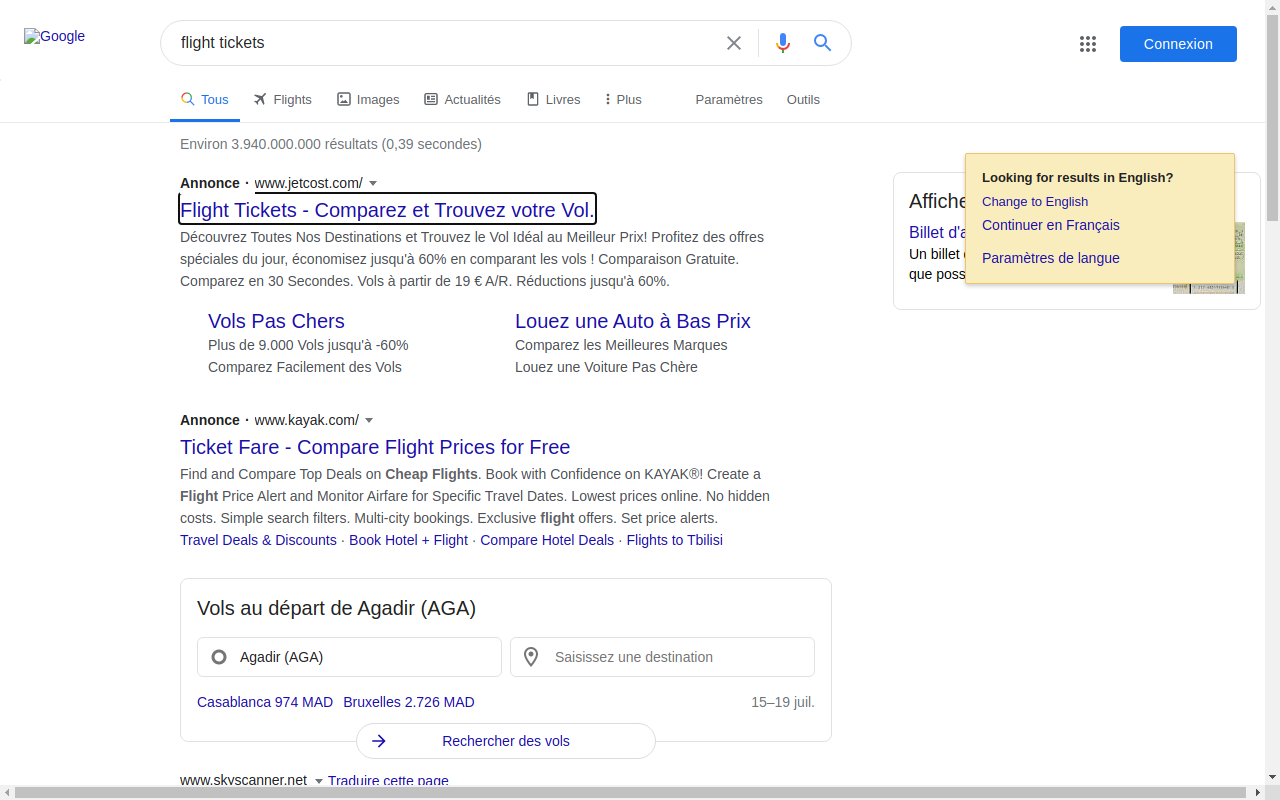 Google
flight tickets
Connexion
Tous
Flights
Images
Actualités
Livres
Plus
Paramètres
Outils
Environ 3.940.000.000 résultats (0,39 secondes)
Annonce · www.jetcost.com/
Flight Tickets - Comparez et Trouvez votre Vol.
Découvrez Toutes Nos Destinations et Trouvez le Vol Idéal au Meilleur Prix! Profitez des offres
spéciales du jour, économisez jusqu'à 60% en comparant les vols ! Comparaison Gratuite.
Comparez en 30 Secondes. Vols à partir de 19 € A/R. Réductions jusqu'à 60%.
Vols Pas Chers
Plus de 9.000 Vols jusqu'à -60%
Comparez Facilement des Vols
Louez une Auto à Bas Prix
Comparez les Meilleures Marques
Louez une Voiture Pas Chère
Annonce · www.kayak.com/
Ticket Fare - Compare Flight Prices for Free
Find and Compare Top Deals on Cheap Flights. Book with Confidence on KAYAK®! Create a
Flight Price Alert and Monitor Airfare for Specific Travel Dates. Lowest prices online. No hidden
costs. Simple search filters. Multi-city bookings. Exclusive flight offers. Set price alerts.
Travel Deals & Discounts · Book Hotel + Flight · Compare Hotel Deals · Flights to Tbilisi
Vols au départ de Agadir (AGA)
Agadir (AGA)
Saisissez une destination
Casablanca 974 MAD Bruxelles 2.726 MAD
15–19 juil.
Rechercher des vols
www.skyscanner.net
Traduire cette page
Looking for results in English?
Change to English
Continuer en Français
Paramètres de langue
Affiche
Billet d'a
Un billet
que poss